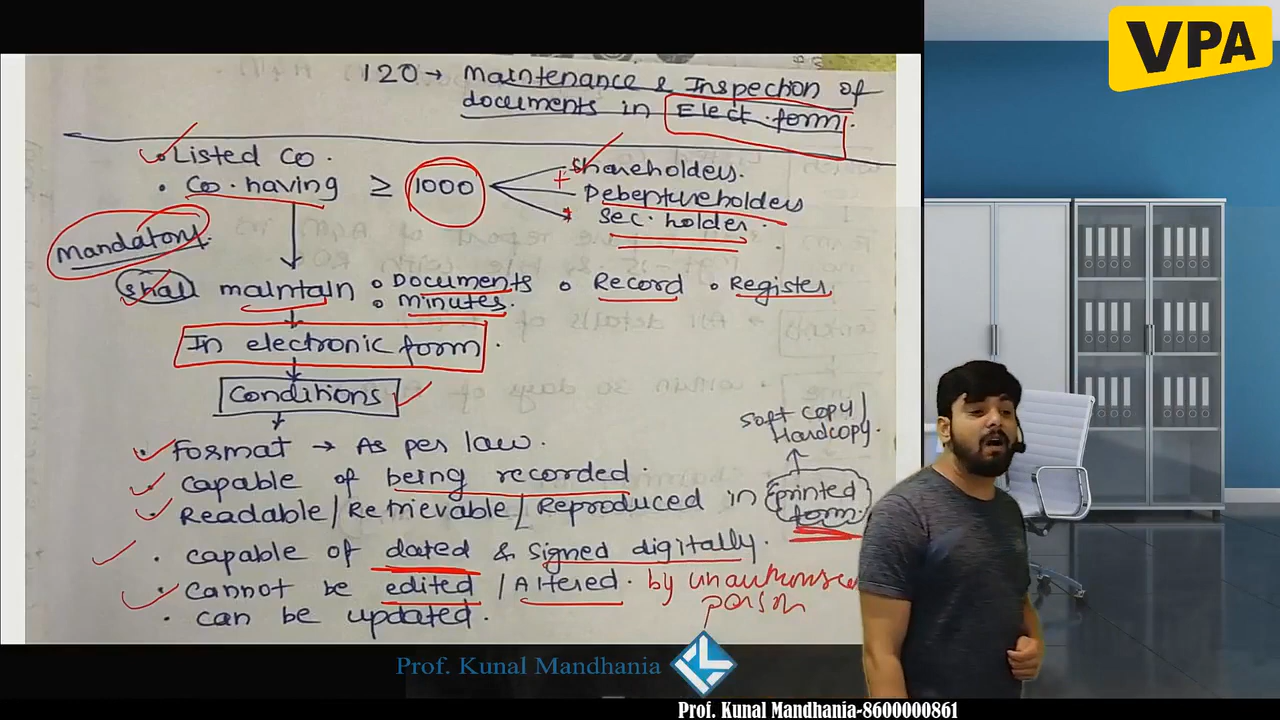 VPA
120 → Maintenance & Inspection of
documents in Elect. form.
• Listed Co.
• Co. having ≥ 1000
Shareholders.
Debentureholders
Sec. holder.
Mandatory.
shall maintain • Documents • Record • Register
• minutes.
In electronic form.
Conditions
• Format → As per law.
• capable of being recorded.
• Readable/Retrievable/Reproduced in printed
form.
soft copy/
Hardcopy.
• capable of dated & signed digitally.
• cannot be edited /Altered. by
person
• can be updated.
Prof. Kunal Mandhania
Prof. Kunal Mandhania-8600000861